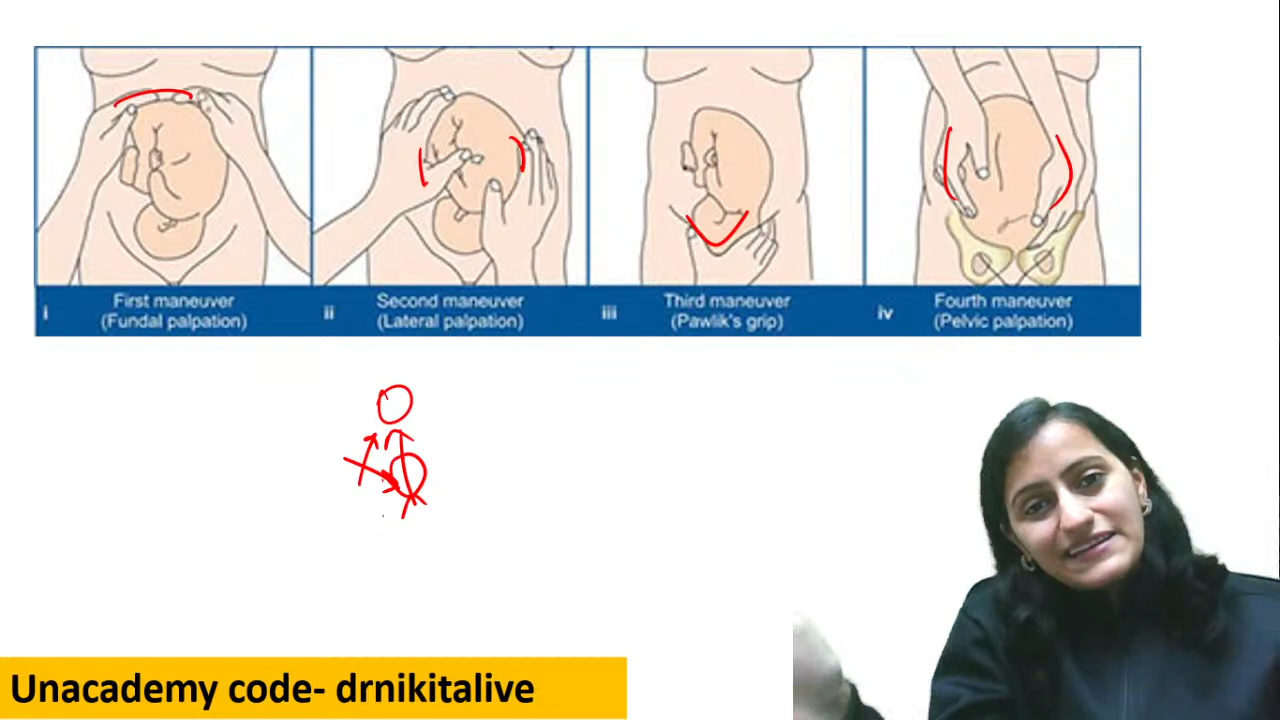 i
First maneuver
(Fundal palpation)
ii
Second maneuver
(Lateral palpation)
iii
Third maneuver
(Pawlik's grip)
iv
Fourth maneuver
(Pelvic palpation)
Unacademy code- drnikitalive